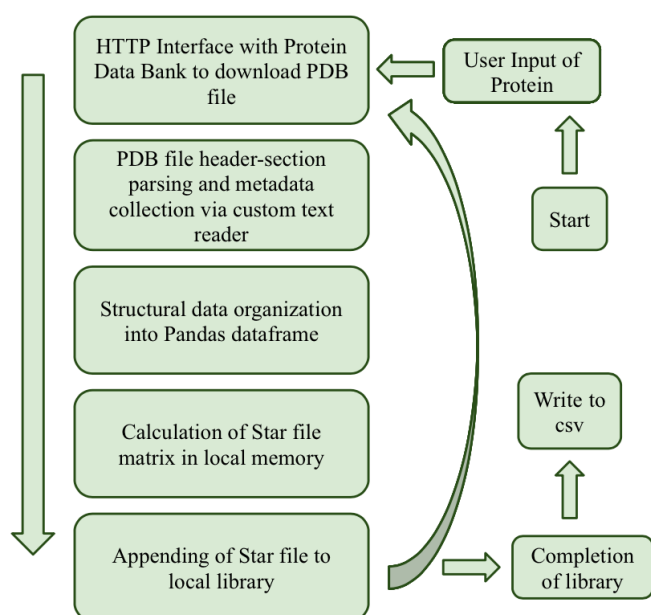 HTTP Interface with Protein
Data Bank to download PDB
file
User Input of
Protein
PDB file header-section
parsing and metadata
collection via custom text
reader
Start
Structural data organization
into Pandas dataframe
Calculation of Star file
matrix in local memory
Write to
csv
Appending of Star file to
local library
Completion
of library